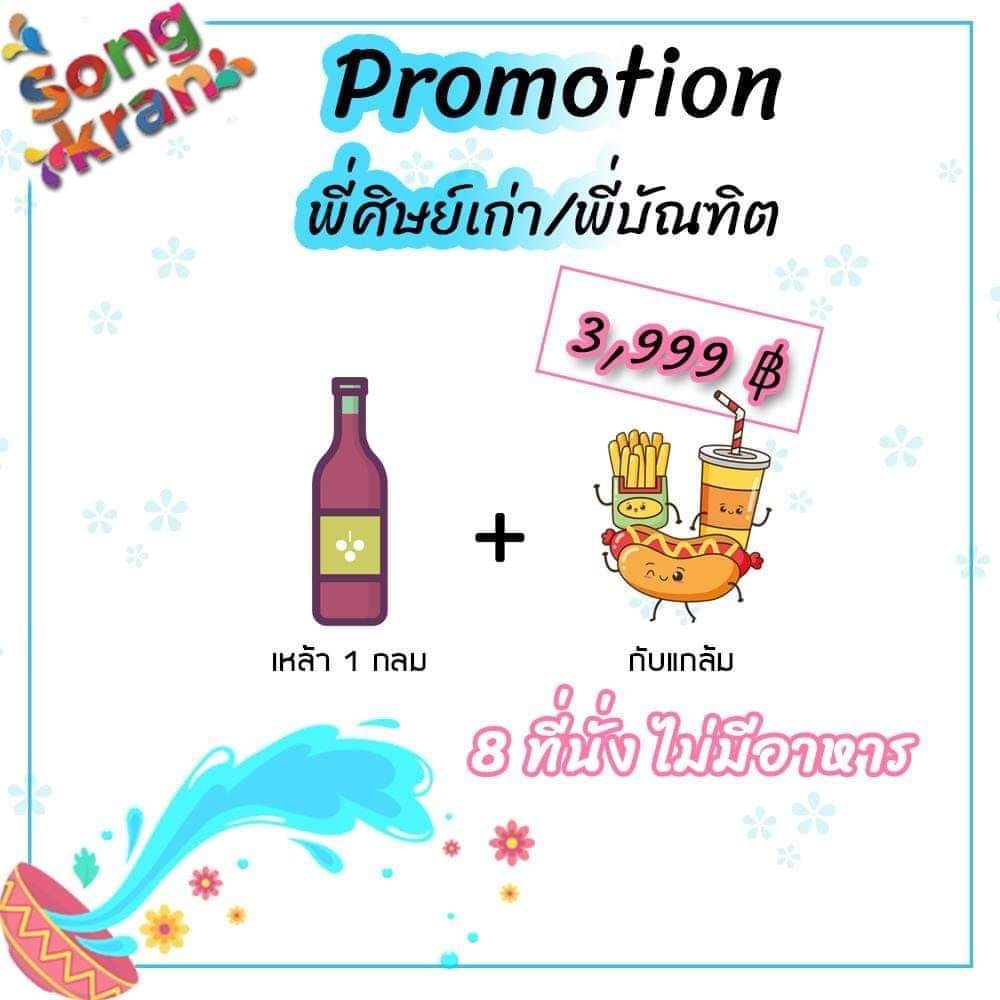 Song
kran
Promotion
พี่ศิษย์เก่า/พี่บัณฑิต
3,999 ฿
+
เหล้า 1 กลม
กับแกล้ม
8 ที่นั่ง ไม่มีอาหาร